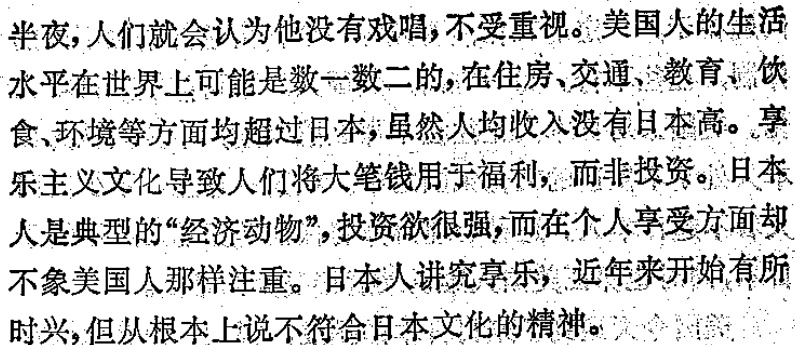 半夜,人们就会认为他没有戏唱,不受重视。美国人的生活
水平在世界上可能是数一数二的,在住房、交通、教育、饮
食、环境等方面均超过日本,虽然人均收入没有日本高。享
乐主义文化导致人们将大笔钱用于福利,而非投资。日本
人是典型的“经济动物”,投资欲很强,而在个人享受方面却
不象美国人那样注重。日本人讲究享乐,近年来开始有所
时兴,但从根本上说不符合日本文化的精神。